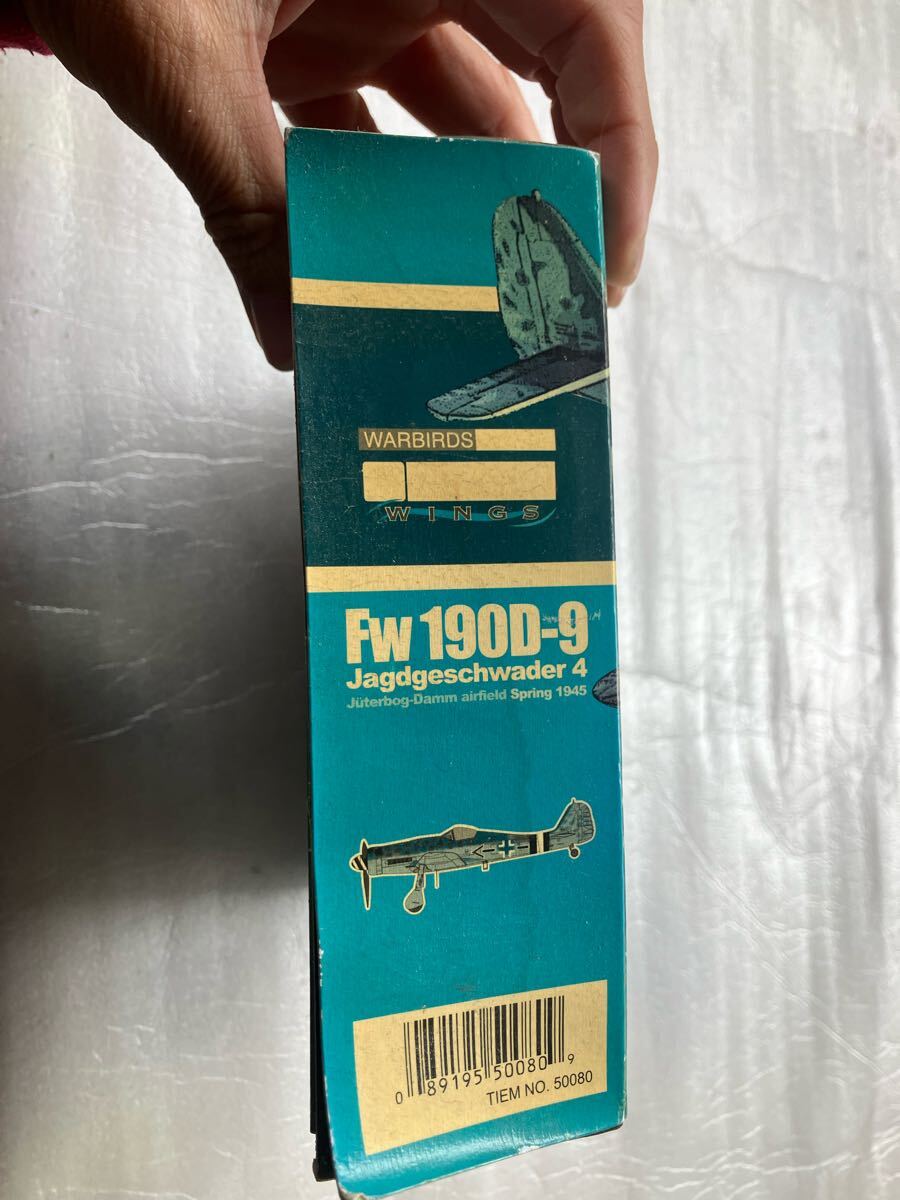 WARBIRDS
WINGS
Fw 190D-9
Jagdgeschwader 4
Jüterbog-Damm airfield Spring 1945
0 89195 50080 9
TIEM NO. 50080